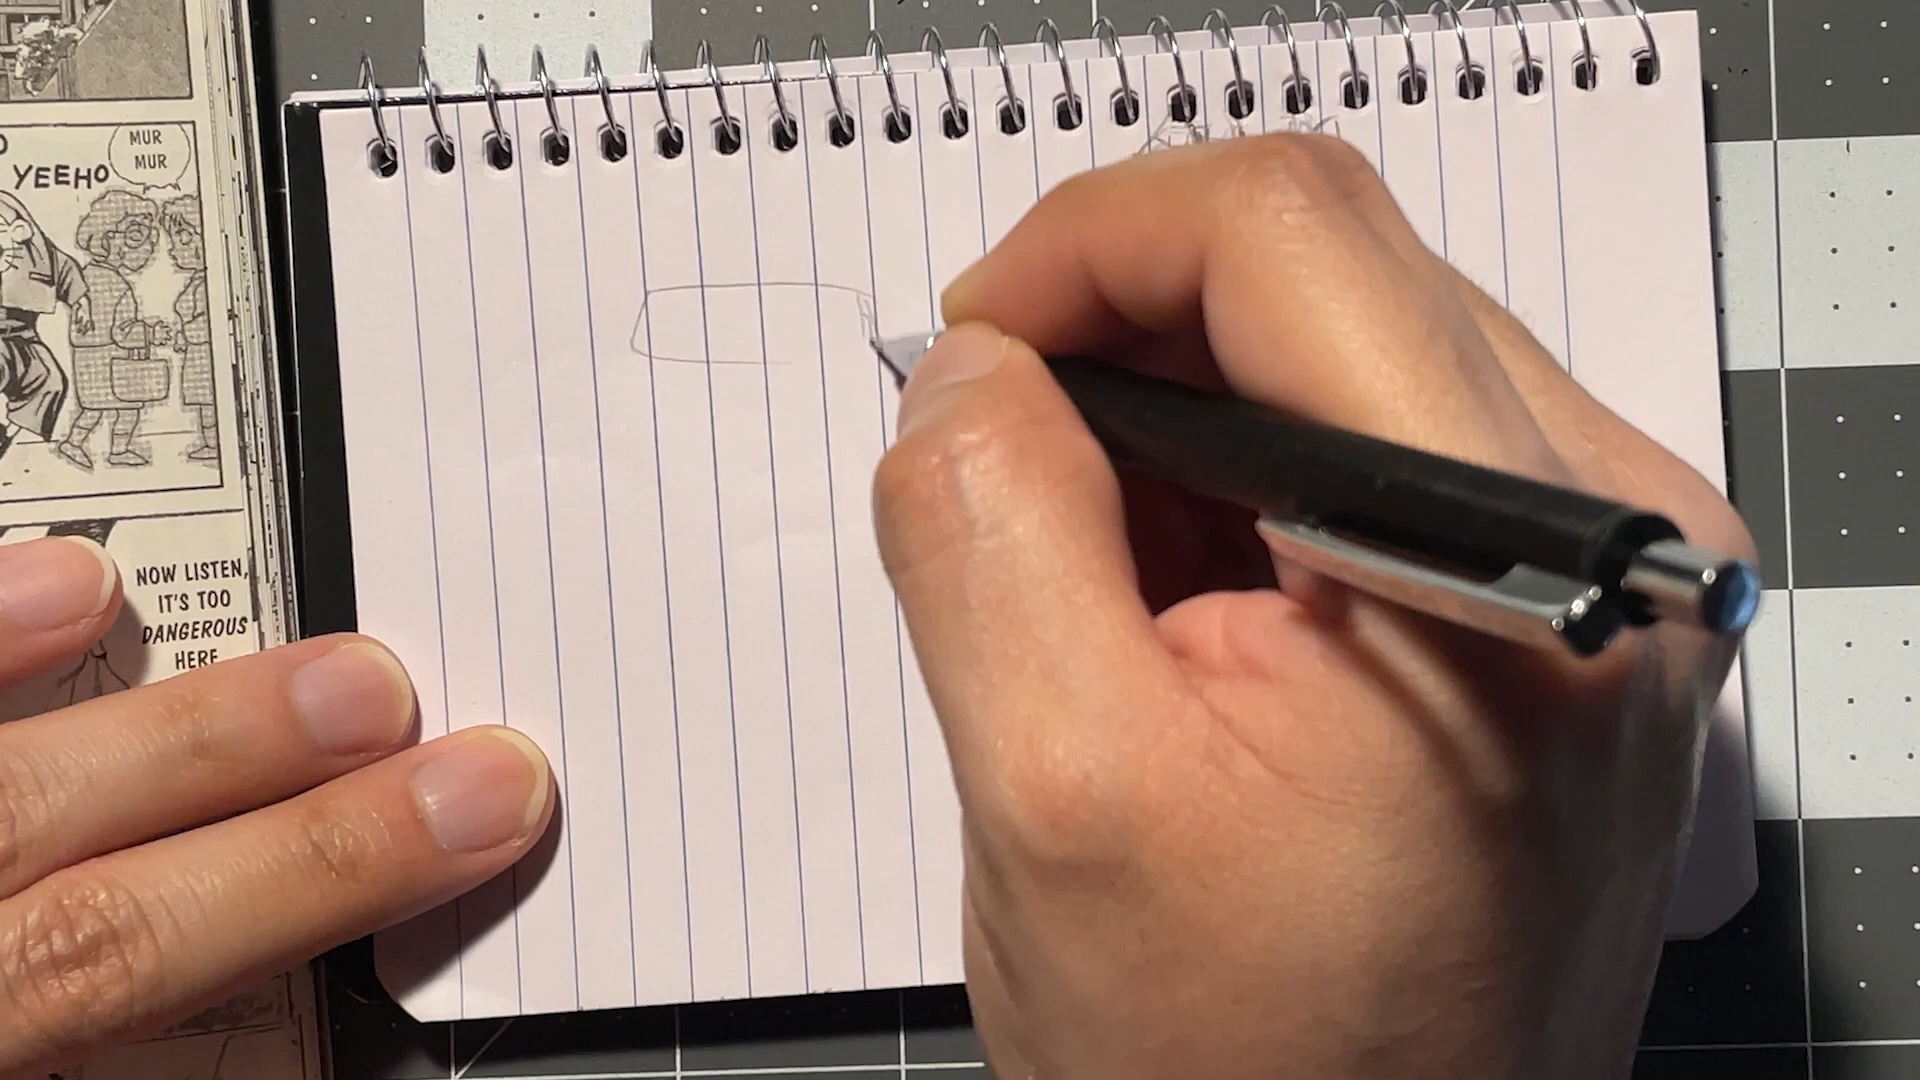 YEEHO
MUR
MUR
NOW LISTEN,
IT'S TOO
DANGEROUS
HERE